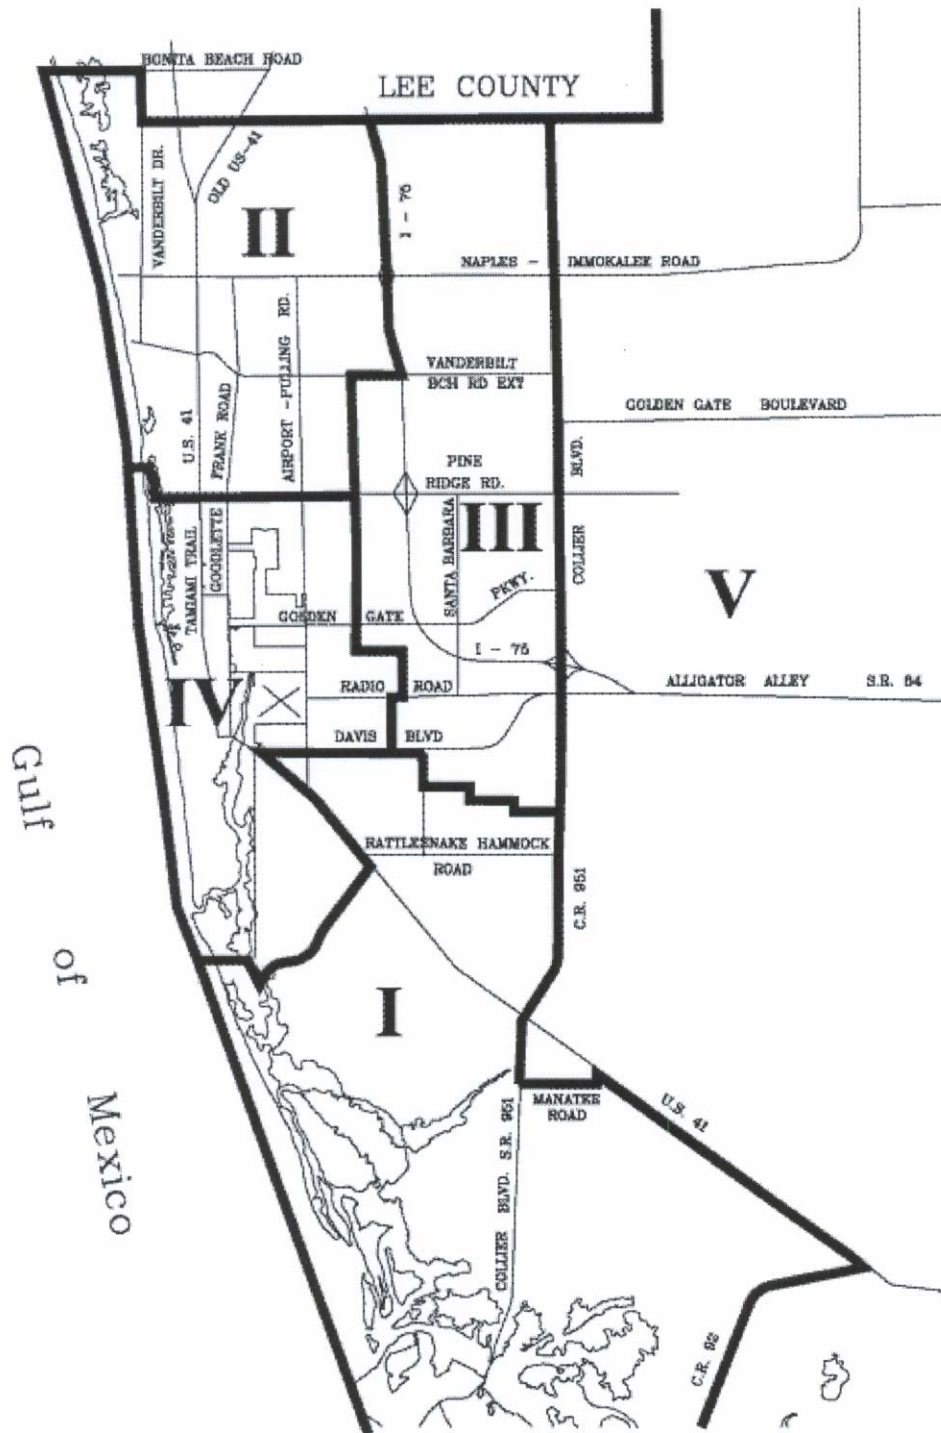 BONITA BEACH ROAD
LEE COUNTY
OLD US-41
VANDERBILT DR.
I - 75
II
NAPLES - IMMOKALEE ROAD
AIRPORT -PULLING RD.
VANDERBILT
BCH RD EXT
GOLDEN GATE BOULEVARD
U.S. 41
FRANK ROAD
BLVD.
PINE
RIDGE RD.
III
SANTA BARBARA
COLLIER
V
TAMIAMI TRAIL
GOODLETTE
PKWY.
GOLDEN GATE
I - 75
IV
RADIO ROAD
ALLIGATOR ALLEY S.R. 84
DAVIS BLVD
Gulf
of
Mexico
RATTLESNAKE HAMMOCK
ROAD
C.R. 951
I
MANATEE
ROAD
U.S. 41
COLLIER BLVD. S.R. 951
C.R. 92